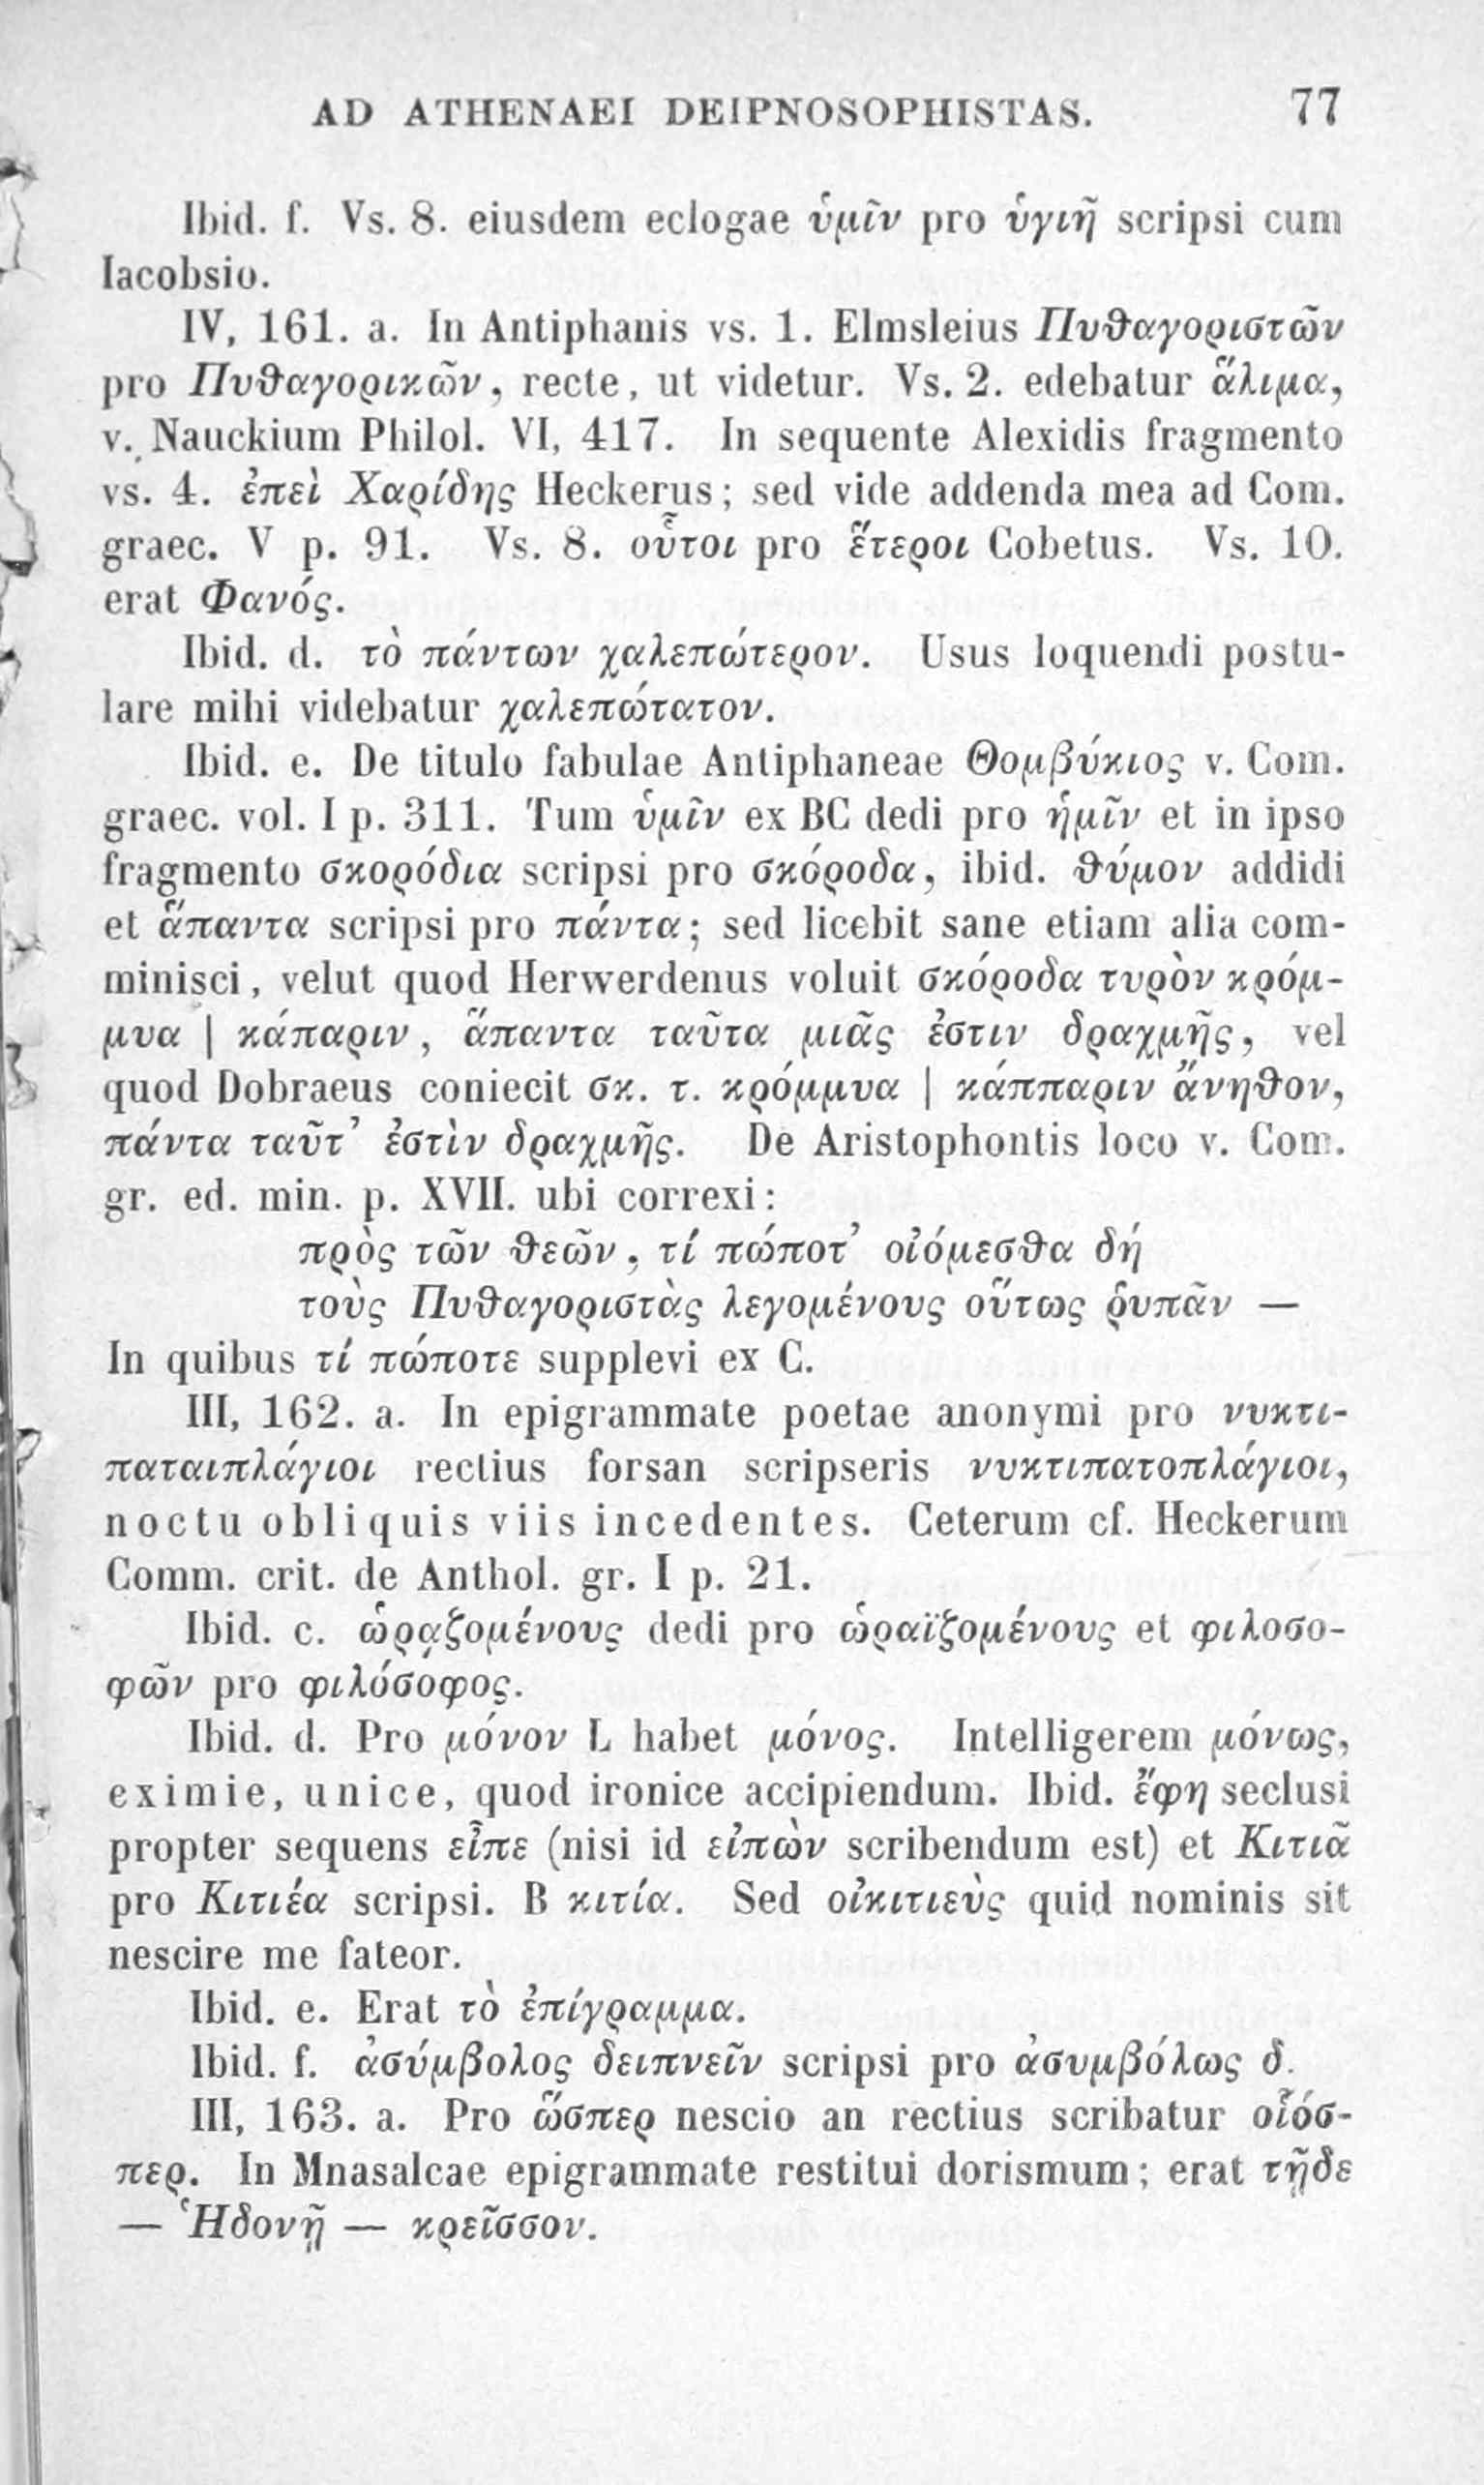 AD ATHENAEI DEIPNOSOPHISTAS. 77
Ibid. f. Vs. 8. eiusdem eclogae ὑμῖν pro ὑγιῆ scripsi cum
Iacobsio.
IV, 161. a. In Antiphanis vs. 1. Elmsleius Πυθαγοριστῶν
pro Πυθαγορικῶν, recte, ut videtur. Vs. 2. edebatur ἅλιμα,
v. Nauckium Philol. VI, 417. In sequente Alexidis fragmento
vs. 4. ἐπεὶ Χαρίδης Heckerus; sed vide addenda mea ad Com.
graec. V p. 91. Vs. 8. οὗτοι pro ἕτεροι Cobetus. Vs. 10.
erat Φανός.
Ibid. d. τὸ πάντων χαλεπώτερον. Usus loquendi postu-
lare mihi videbatur χαλεπώτατον.
Ibid. e. De titulo fabulae Antiphaneae Θομβύκιος v. Com.
graec. vol. I p. 311. Tum ὑμῖν ex BC dedi pro ἡμῖν et in ipso
fragmento σκορόδια scripsi pro σκόροδα, ibid. θύμον addidi
et ἅπαντα scripsi pro πάντα; sed licebit sane etiam alia com-
minisci, velut quod Herwerdenus voluit σκόροδα τυρὸν κρόμ-
μυα | κάπαριν, ἅπαντα ταῦτα μιᾶς ἐστιν δραχμῆς, vel
quod Dobraeus coniecit σκ. τ. κρόμμυα | κάππαριν ἄνηθον,
πάντα ταῦτ’ ἐστὶν δραχμῆς. De Aristophontis loco v. Com.
gr. ed. min. p. XVII. ubi correxi:
πρὸς τῶν θεῶν, τί πώποτ’ οἰόμεσθα δή
τοὺς Πυθαγοριστὰς λεγομένους οὕτως ῥυπᾶν —
In quibus τί πώποτε supplevi ex C.
III, 162. a. In epigrammate poetae anonymi pro νυκτι-
παταιπλάγιοι rectius forsan scripseris νυκτιπατοπλάγιοι,
noctu obliquis viis incedentes. Ceterum cf. Heckerum
Comm. crit. de Anthol. gr. I p. 21.
Ibid. c. ὡρᾳζομένους dedi pro ὡραϊζομένους et φιλοσο-
φῶν pro φιλόσοφος.
Ibid. d. Pro μόνον L habet μόνος. Intelligerem μόνως,
eximie, unice, quod ironice accipiendum. Ibid. ἔφη seclusi
propter sequens εἶπε (nisi id εἰπὼν scribendum est) et Κιτιᾶ
pro Κιτιέα scripsi. B κιτία. Sed οἰκιτιεὺς quid nominis sit
nescire me fateor.
Ibid. e. Erat τὸ ἐπίγραμμα.
Ibid. f. ἀσύμβολος δειπνεῖν scripsi pro ἀσυμβόλως δ.
III, 163. a. Pro ὥσπερ nescio an rectius scribatur οἷόσ-
περ. In Mnasalcae epigrammate restitui dorismum; erat τῇδε
— Ἡδονῇ — κρεῖσσον.